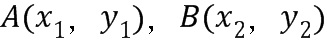 A(x₁, y₁), B(x₂, y₂)